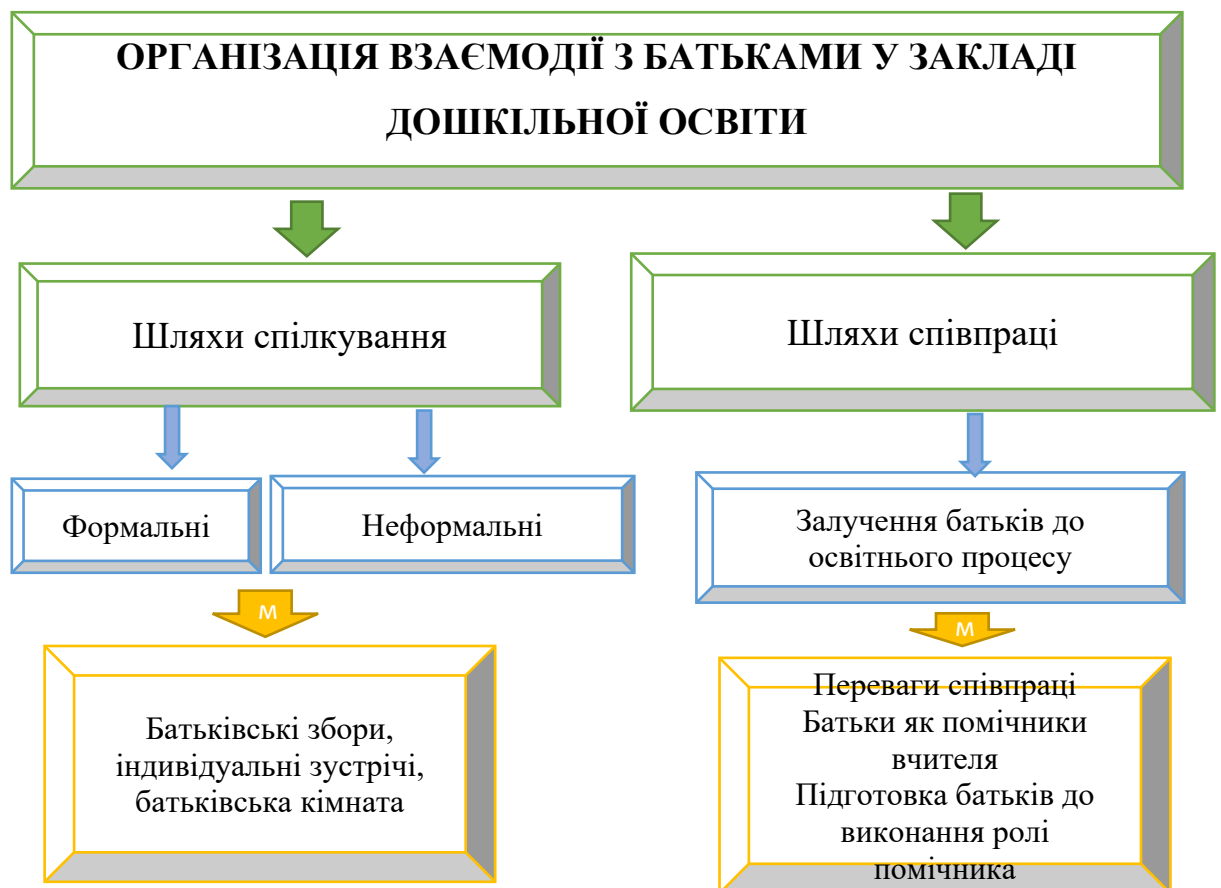 ОРГАНІЗАЦІЯ ВЗАЄМОДІЇ З БАТЬКАМИ У ЗАКЛАДІ
ДОШКІЛЬНОЇ ОСВІТИ
Шляхи спілкування
Шляхи співпраці
Формальні
Неформальні
Залучення батьків до
освітнього процесу
М
М
Батьківські збори,
індивідуальні зустрічі,
батьківська кімната
Переваги співпраці
Батьки як помічники
вчителя
Підготовка батьків до
виконання ролі
помічника